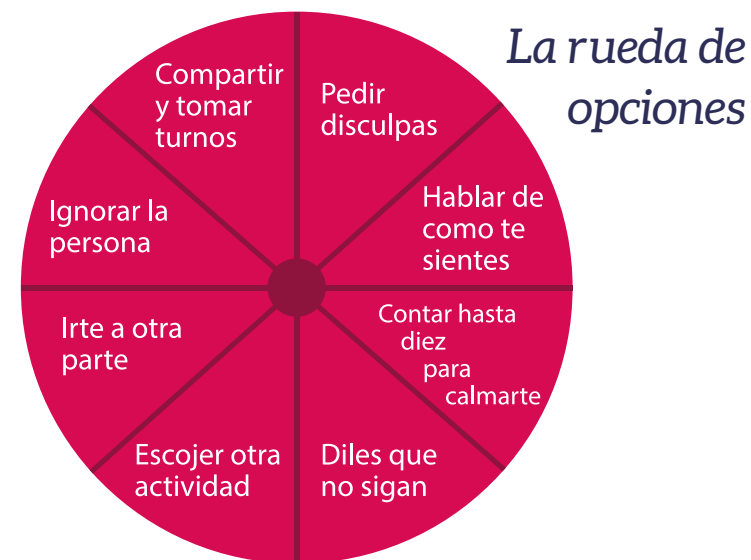 La rueda de
opciones
Compartir
y tomar
turnos
Pedir
disculpas
Hablar de
como te
sientes
Contar hasta
diez
para
calmarte
Diles que
no sigan
Escojer otra
actividad
Irte a otra
parte
Ignorar la
persona